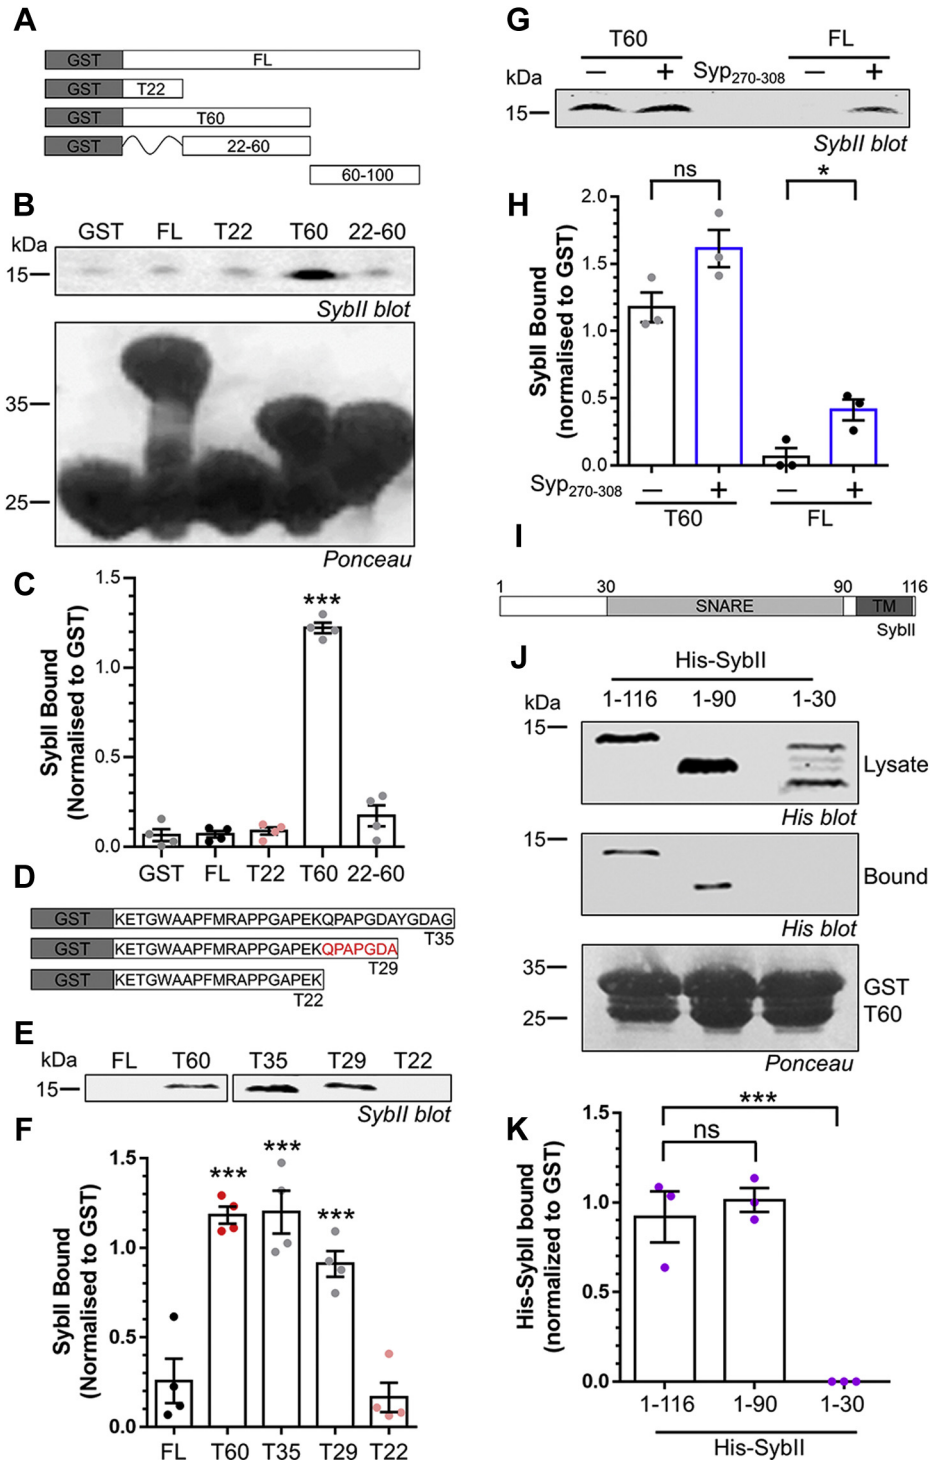 A
GST FL
GST T22
GST T60
GST 22-60
60-100
B
kDa GST FL T22 T60 22-60
15
SybII blot
35
25
Ponceau
C
SybII Bound
(Normalised to GST)
1.5
1.0
0.5
0.0
***
GST FL T22 T60 22-60
D
GST KETGWAAPFMRAPPGAPEKQPAPGDAYGDAG
T35
GST KETGWAAPFMRAPPGAPEKQPAPGDA
T29
GST KETGWAAPFMRAPPGAPEK
T22
E
kDa FL T60 T35 T29 T22
15
SybII blot
F
SybII Bound
(Normalised to GST)
1.5
1.0
0.5
0.0
*** *** ***
FL T60 T35 T29 T22
G
T60 FL
kDa − + Syp270-308 − +
15
SybII blot
H
SybII Bound
(normalised to GST)
2.0
1.5
1.0
0.5
0.0
ns *
Syp270-308 − + − +
T60 FL
I
1 30 90 116
SNARE TM
SybII
J
His-SybII
kDa 1-116 1-90 1-30
15
Lysate
His blot
15
Bound
His blot
35
25
GST
T60
Ponceau
K
His-SybII bound
(normalized to GST)
1.5
1.0
0.5
0.0
***
ns
1-116 1-90 1-30
His-SybII